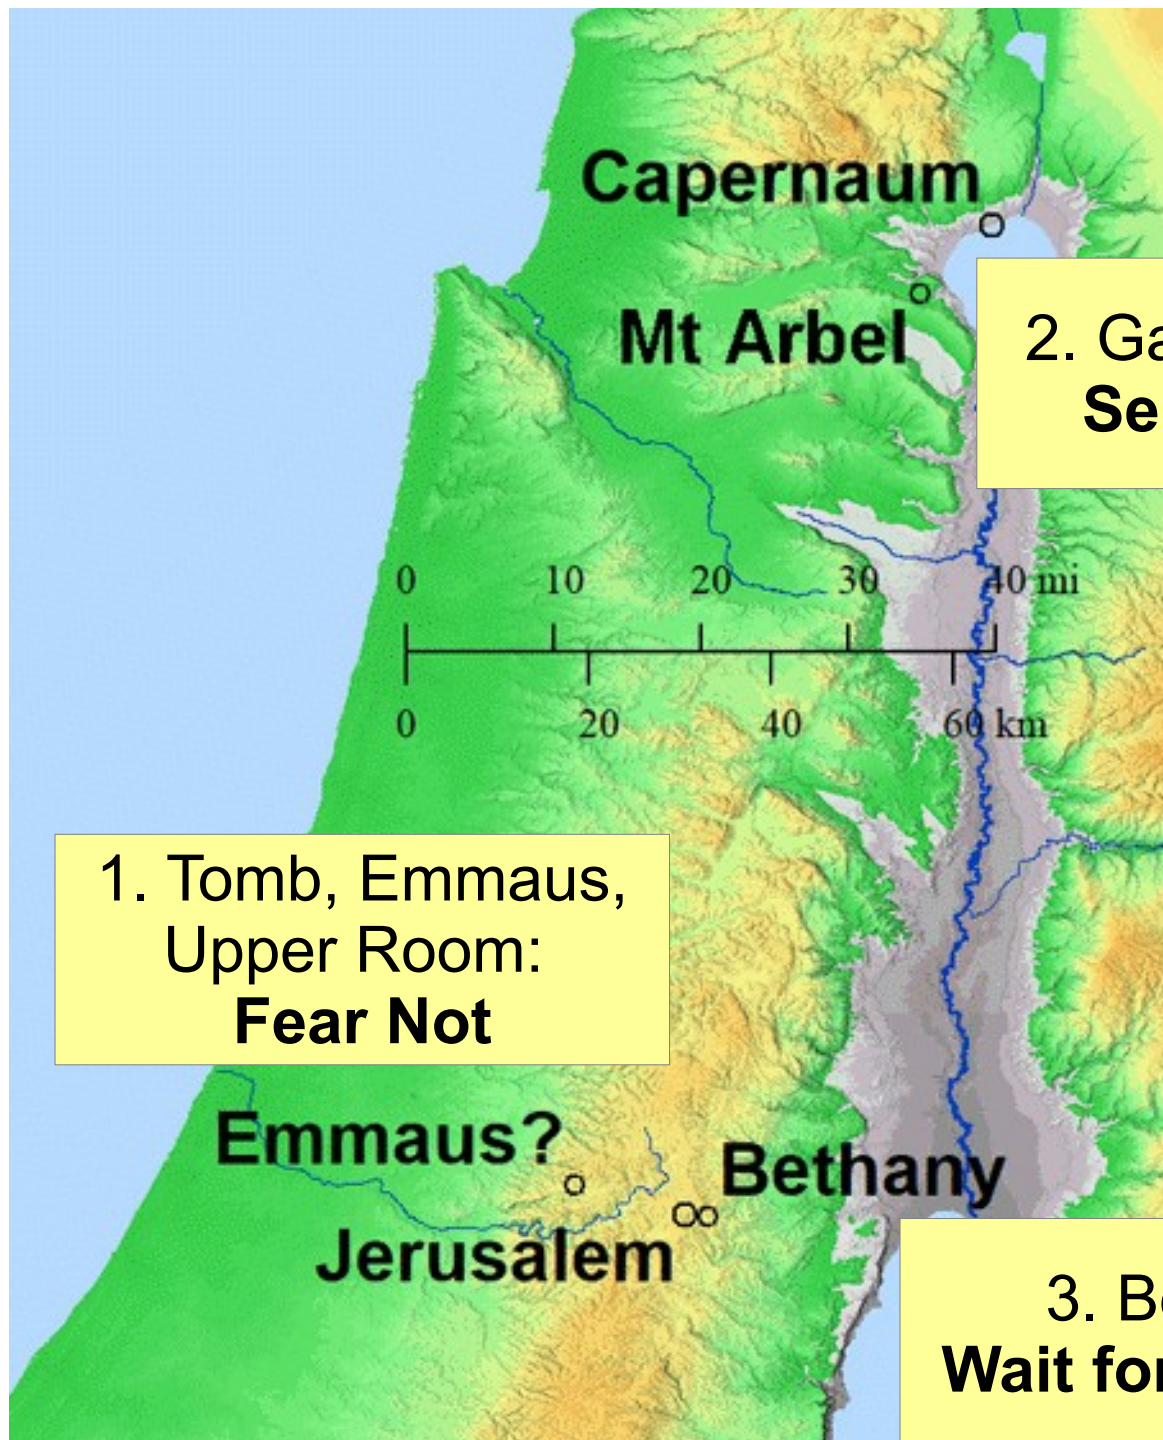 Capernaum
Mt Arbel
2. Ga
Se
0 10 20 30 40 mi
0 20 40 60 km
1. Tomb, Emmaus,
Upper Room:
Fear Not
Emmaus?
Bethany
Jerusalem
3. B
Wait for